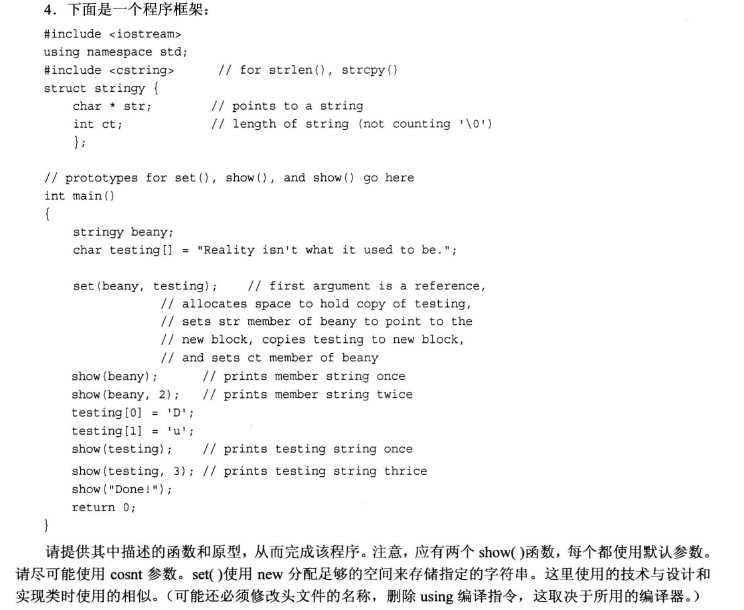 4．下面是一个程序框架：
#include <iostream>
using namespace std;
#include <cstring>      // for strlen(), strcpy()
struct stringy {
    char * str;        // points to a string
    int ct;            // length of string (not counting '\0')
    };
// prototypes for set(), show(), and show() go here
int main()
{
    stringy beany;
    char testing[] = "Reality isn't what it used to be.";
    set(beany, testing);    // first argument is a reference,
                // allocates space to hold copy of testing,
                // sets str member of beany to point to the
                // new block, copies testing to new block,
                // and sets ct member of beany
    show(beany);      // prints member string once
    show(beany, 2);   // prints member string twice
    testing[0] = 'D';
    testing[1] = 'u';
    show(testing);    // prints testing string once
    show(testing, 3); // prints testing string thrice
    show("Done!");
    return 0;
}
请提供其中描述的函数和原型，从而完成该程序。注意，应有两个 show( )函数，每个都使用默认参数。
请尽可能使用 cosnt 参数。set( )使用 new 分配足够的空间来存储指定的字符串。这里使用的技术与设计和
实现类时使用的相似。（可能还必须修改头文件的名称，删除 using 编译指令，这取决于所用的编译器。）